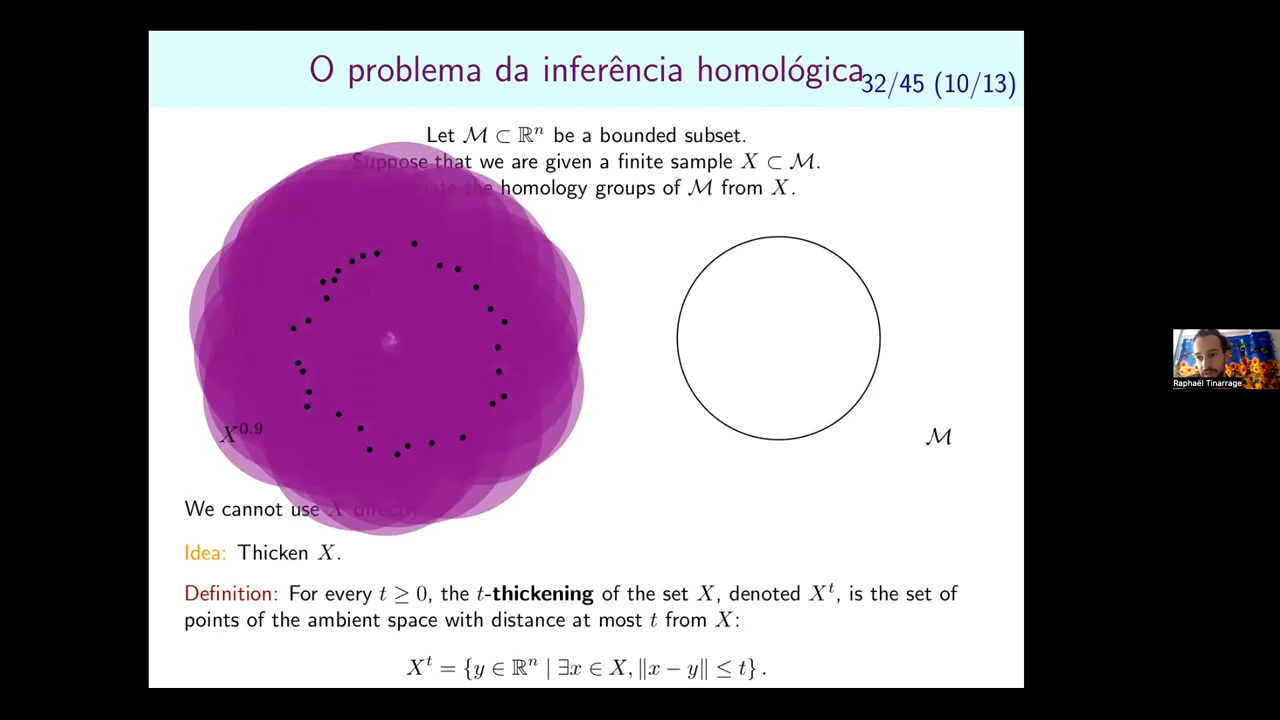 O problema da inferência homológica
32/45 (10/13)
Let M ⊂ ℝⁿ be a bounded subset.
Suppose that we are given a finite sample X ⊂ M.
the homology groups of M from X.
X^0.9
M
We cannot use X directly.
Idea: Thicken X.
Definition: For every t ≥ 0, the t-thickening of the set X, denoted Xᵗ, is the set of
points of the ambient space with distance at most t from X:
Xᵗ = {y ∈ ℝⁿ | ∃x ∈ X, ‖x − y‖ ≤ t} .
Raphaël Tinarrage